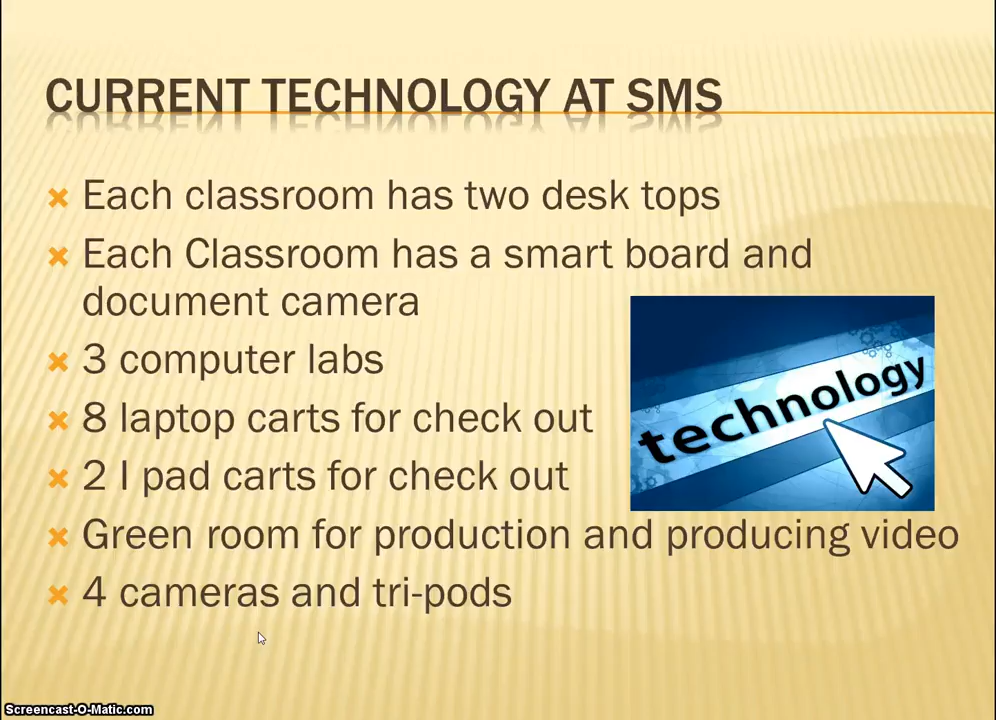 CURRENT TECHNOLOGY AT SMS
Each classroom has two desk tops
Each Classroom has a smart board and
document camera
3 computer labs
8 laptop carts for check out
2 I pad carts for check out
Green room for production and producing video
4 cameras and tri-pods
technology
Screencast-O-Matic.com